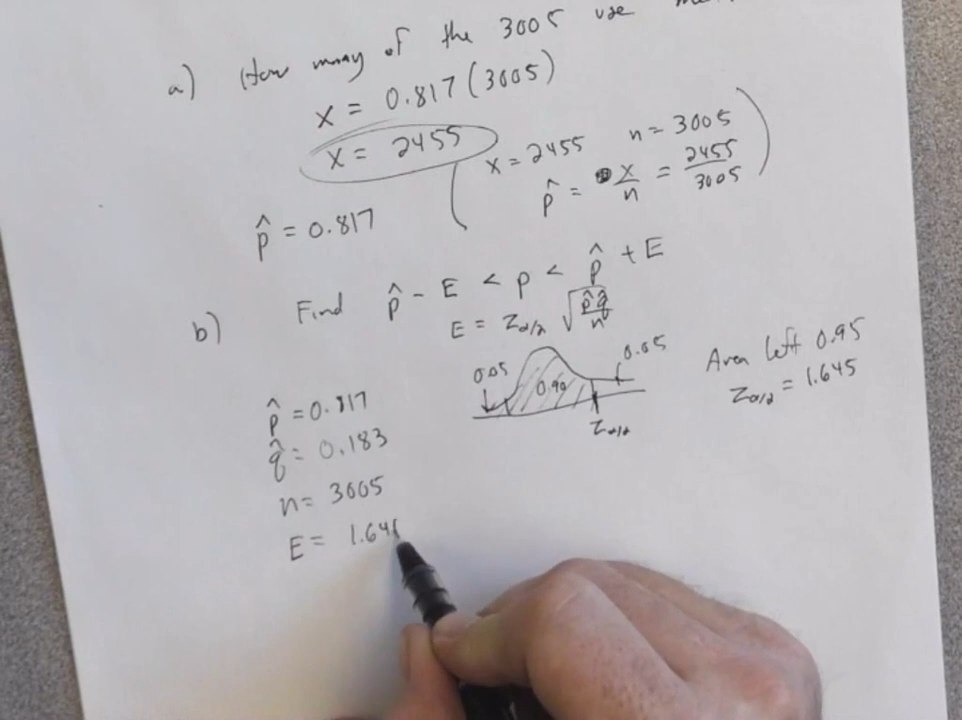 a) How many of the 3005 use
x = 0.817(3005)
x = 2455
x = 2455 n = 3005
p̂ = x/n = 2455/3005
p̂ = 0.817
b) Find p̂ - E < p < p̂ + E
E = Zα/2 √(p̂q̂/n)
0.05 0.90 0.05
Zα/2
Area left 0.95
Zα/2 = 1.645
p̂ = 0.817
q̂ = 0.183
n = 3005
E = 1.64